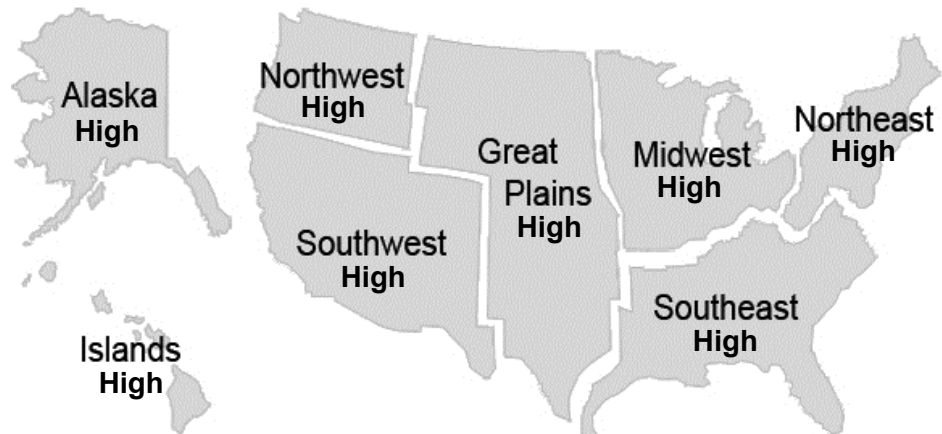 Alaska
High
Northwest
High
Great
Plains
High
Midwest
High
Northeast
High
Southwest
High
Southeast
High
Islands
High